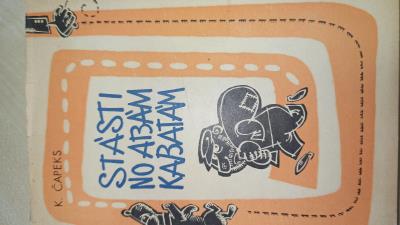 K. ČAPEKS
STĀSTI
NO ABĀM
KABATĀM